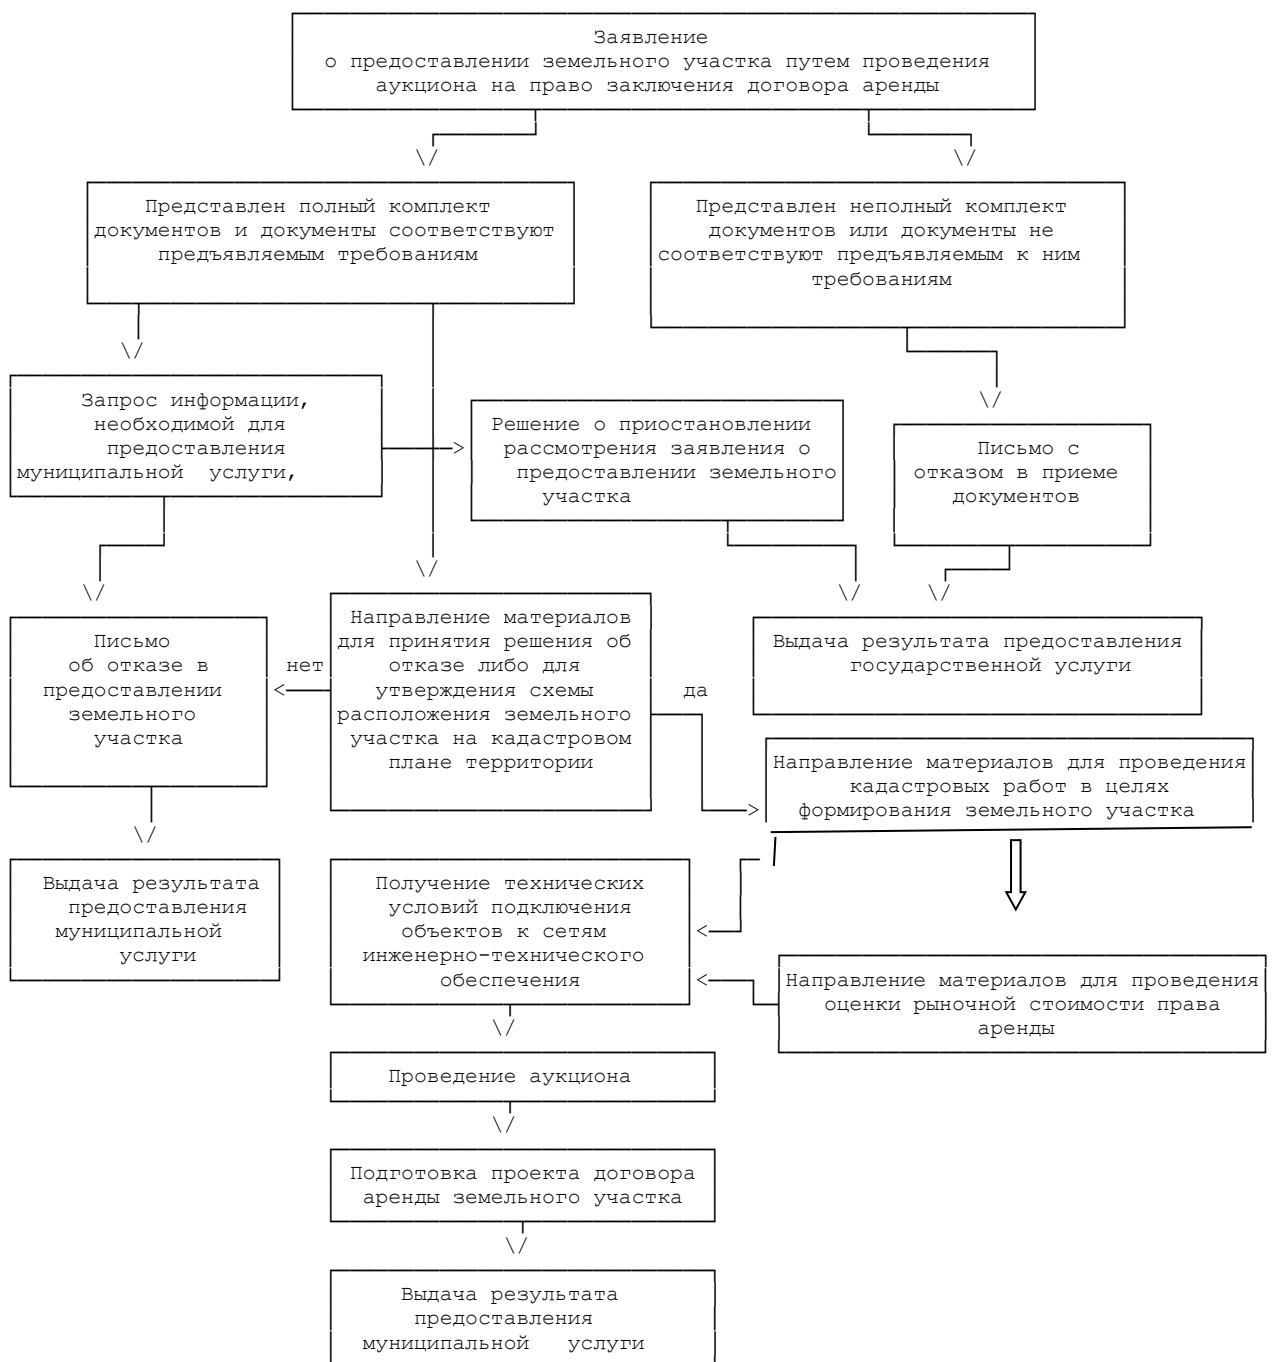 Заявление
о предоставлении земельного участка путем проведения
аукциона на право заключения договора аренды
Представлен полный комплект
документов и документы соответствуют
предъявляемым требованиям
Представлен неполный комплект
документов или документы не
соответствуют предъявляемым к ним
требованиям
Запрос информации,
необходимой для
предоставления
муниципальной услуги,
Решение о приостановлении
рассмотрения заявления о
предоставлении земельного
участка
Письмо с
отказом в приеме
документов
Письмо
об отказе в
предоставлении
земельного
участка
нет
Направление материалов
для принятия решения об
отказе либо для
утверждения схемы
расположения земельного
участка на кадастровом
плане территории
да
Выдача результата предоставления
государственной услуги
Направление материалов для проведения
кадастровых работ в целях
формирования земельного участка
Выдача результата
предоставления
муниципальной
услуги
Получение технических
условий подключения
объектов к сетям
инженерно-технического
обеспечения
Направление материалов для проведения
оценки рыночной стоимости права
аренды
Проведение аукциона
Подготовка проекта договора
аренды земельного участка
Выдача результата
предоставления
муниципальной услуги